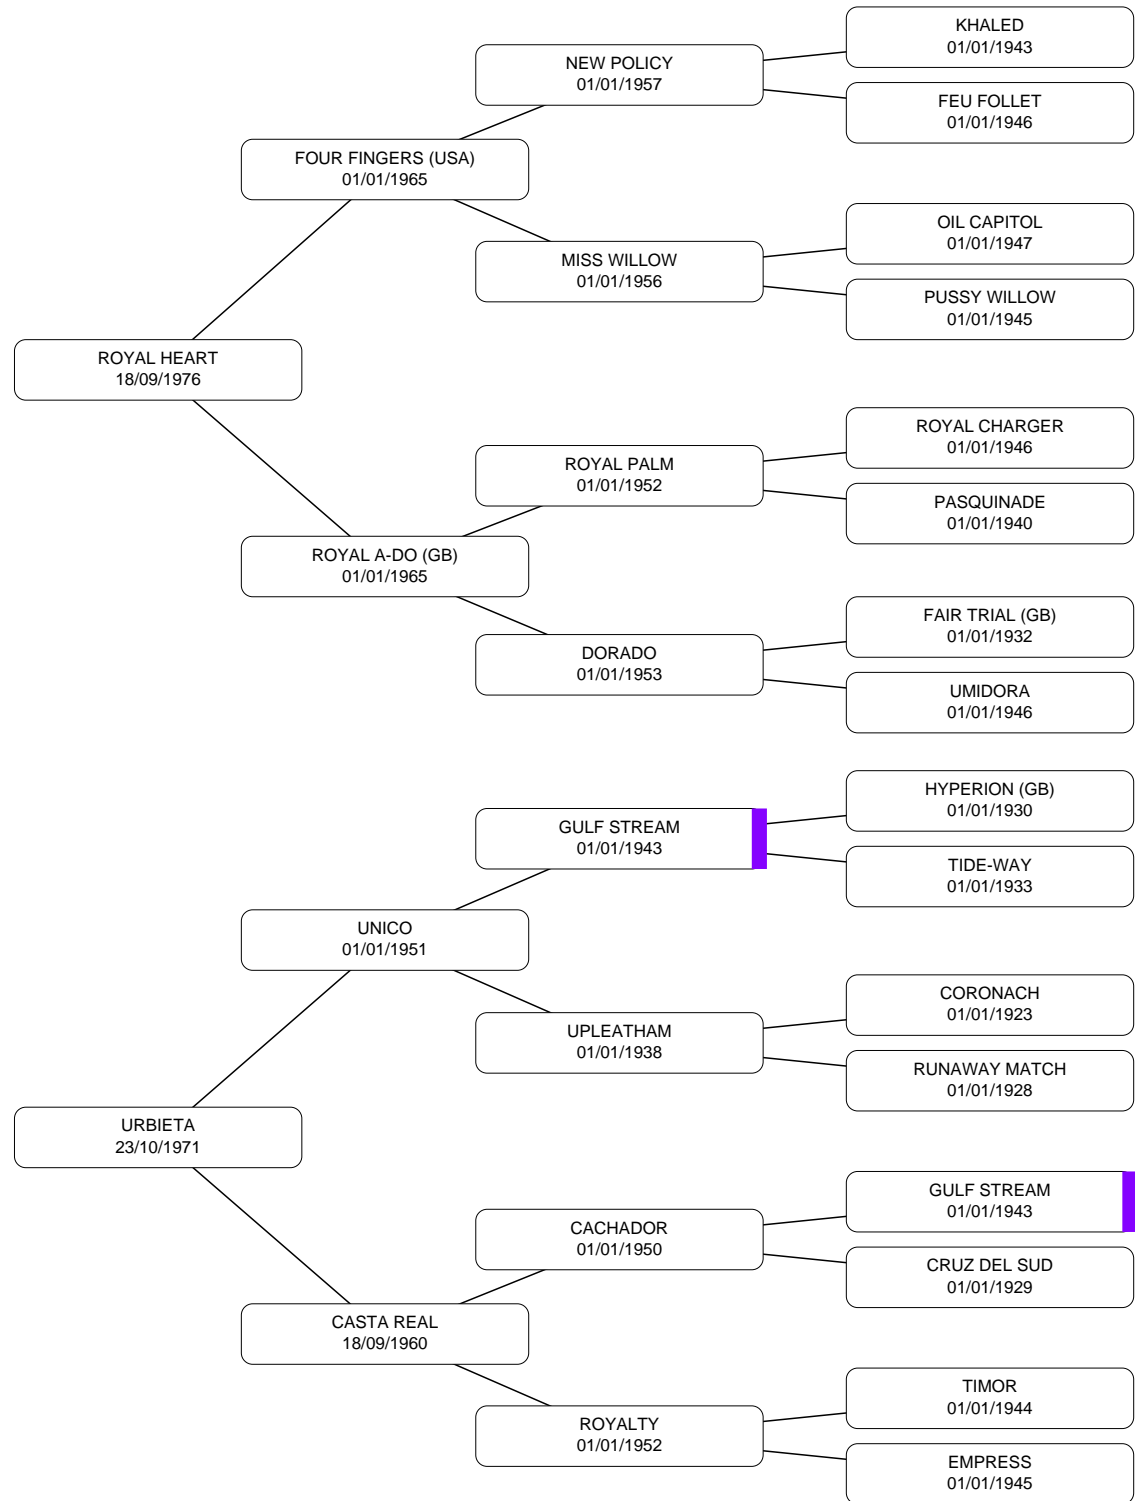 KHALED
01/01/1943
NEW POLICY
01/01/1957
FEU FOLLET
01/01/1946
FOUR FINGERS (USA)
01/01/1965
OIL CAPITOL
01/01/1947
MISS WILLOW
01/01/1956
PUSSY WILLOW
01/01/1945
ROYAL HEART
18/09/1976
ROYAL CHARGER
01/01/1946
ROYAL PALM
01/01/1952
PASQUINADE
01/01/1940
ROYAL A-DO (GB)
01/01/1965
FAIR TRIAL (GB)
01/01/1932
DORADO
01/01/1953
UMIDORA
01/01/1946
HYPERION (GB)
01/01/1930
GULF STREAM
01/01/1943
TIDE-WAY
01/01/1933
UNICO
01/01/1951
CORONACH
01/01/1923
UPLEATHAM
01/01/1938
RUNAWAY MATCH
01/01/1928
URBIETA
23/10/1971
GULF STREAM
01/01/1943
CACHADOR
01/01/1950
CRUZ DEL SUD
01/01/1929
CASTA REAL
18/09/1960
TIMOR
01/01/1944
ROYALTY
01/01/1952
EMPRESS
01/01/1945